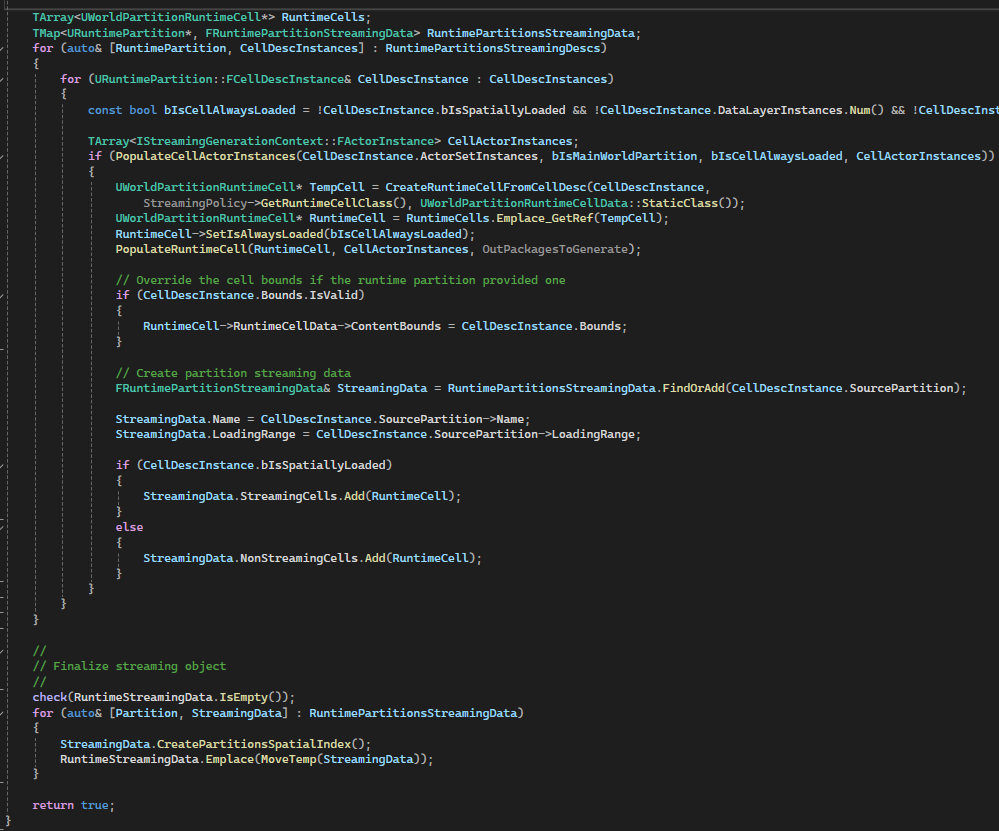 TArray<UWorldPartitionRuntimeCell*> RuntimeCells;
TMap<URuntimePartition*, FRuntimePartitionStreamingData> RuntimePartitionsStreamingData;
for (auto& [RuntimePartition, CellDescInstances] : RuntimePartitionsStreamingDescs)
{
for (URuntimePartition::FCellDescInstance& CellDescInstance : CellDescInstances)
{
const bool bIsCellAlwaysLoaded = !CellDescInstance.bIsSpatiallyLoaded && !CellDescInstance.DataLayerInstances.Num() && !CellDescInst
TArray<IStreamingGenerationContext::FActorInstance> CellActorInstances;
if (PopulateCellActorInstances(CellDescInstance.ActorSetInstances, bIsMainWorldPartition, bIsCellAlwaysLoaded, CellActorInstances))
{
UWorldPartitionRuntimeCell* TempCell = CreateRuntimeCellFromCellDesc(CellDescInstance,
StreamingPolicy->GetRuntimeCellClass(), UWorldPartitionRuntimeCellData::StaticClass());
UWorldPartitionRuntimeCell* RuntimeCell = RuntimeCells.Emplace_GetRef(TempCell);
RuntimeCell->SetIsAlwaysLoaded(bIsCellAlwaysLoaded);
PopulateRuntimeCell(RuntimeCell, CellActorInstances, OutPackagesToGenerate);
// Override the cell bounds if the runtime partition provided one
if (CellDescInstance.Bounds.IsValid)
{
RuntimeCell->RuntimeCellData->ContentBounds = CellDescInstance.Bounds;
}
// Create partition streaming data
FRuntimePartitionStreamingData& StreamingData = RuntimePartitionsStreamingData.FindOrAdd(CellDescInstance.SourcePartition);
StreamingData.Name = CellDescInstance.SourcePartition->Name;
StreamingData.LoadingRange = CellDescInstance.SourcePartition->LoadingRange;
if (CellDescInstance.bIsSpatiallyLoaded)
{
StreamingData.StreamingCells.Add(RuntimeCell);
}
else
{
StreamingData.NonStreamingCells.Add(RuntimeCell);
}
}
}
}
//
// Finalize streaming object
//
check(RuntimeStreamingData.IsEmpty());
for (auto& [Partition, StreamingData] : RuntimePartitionsStreamingData)
{
StreamingData.CreatePartitionsSpatialIndex();
RuntimeStreamingData.Emplace(MoveTemp(StreamingData));
}
return true;
}